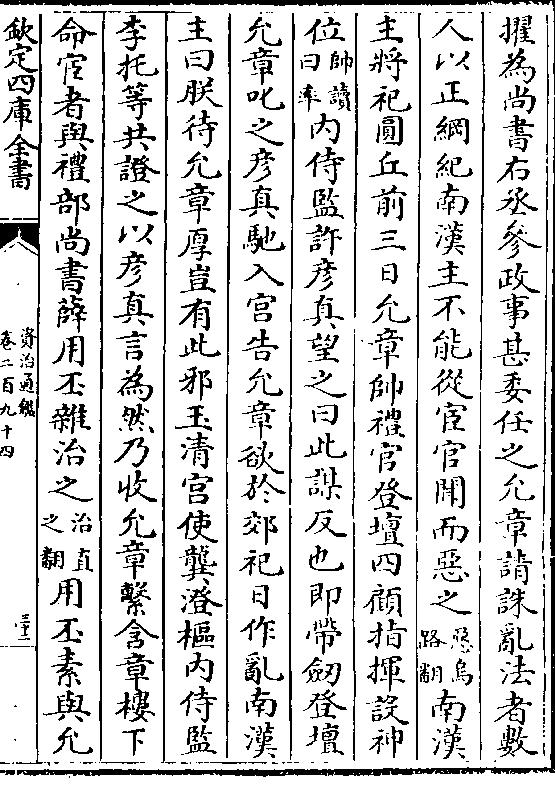 擢為尚書右丞參政事甚委任之允章請誅亂法者數
人以正綱紀南漢主不能從宦官聞而惡之惡烏路翻南漢
主將祀圓丘前三日允章帥禮官登壇四顧指揮設神
位帥讀曰率內侍監許彥真望之曰此謀反也即帶劔登壇
允章叱之彥真馳入宮告允章欲於郊祀日作亂南漢
主曰朕待允章厚豈有此邪玉清宮使龔澄樞內侍監
李托等共證之以彥真言為然乃收允章繫含章樓下
命宦者與禮部尚書薛用丕雜治之治直之翻用丕素與允
欽定四庫全書
資治通鑑
卷二百九十四
三十二